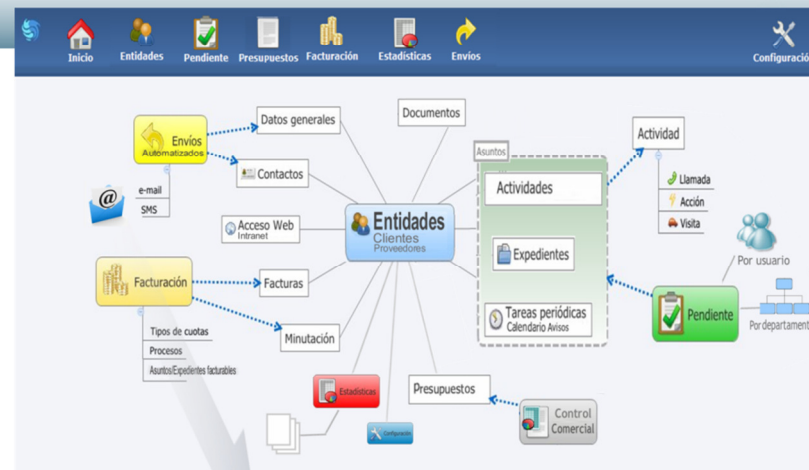 Inicio
Entidades
Pendiente
Presupuestos
Facturación
Estadísticas
Envíos
Configuració
Envíos
Automatizados
e-mail
SMS
Datos generales
Contactos
Acceso Web
Intranet
Documentos
Entidades
Clientes
Proveedores
Asuntos
Actividades
Expedientes
Tareas periódicas
Calendario Avisos
Actividad
Llamada
Acción
Visita
Por usuario
Pendiente
Por departament
Facturación
Tipos de cuotas
Procesos
Asuntos/Expedientes facturables
Facturas
Minutación
Estadísticas
Configuración
Presupuestos
Control
Comercial